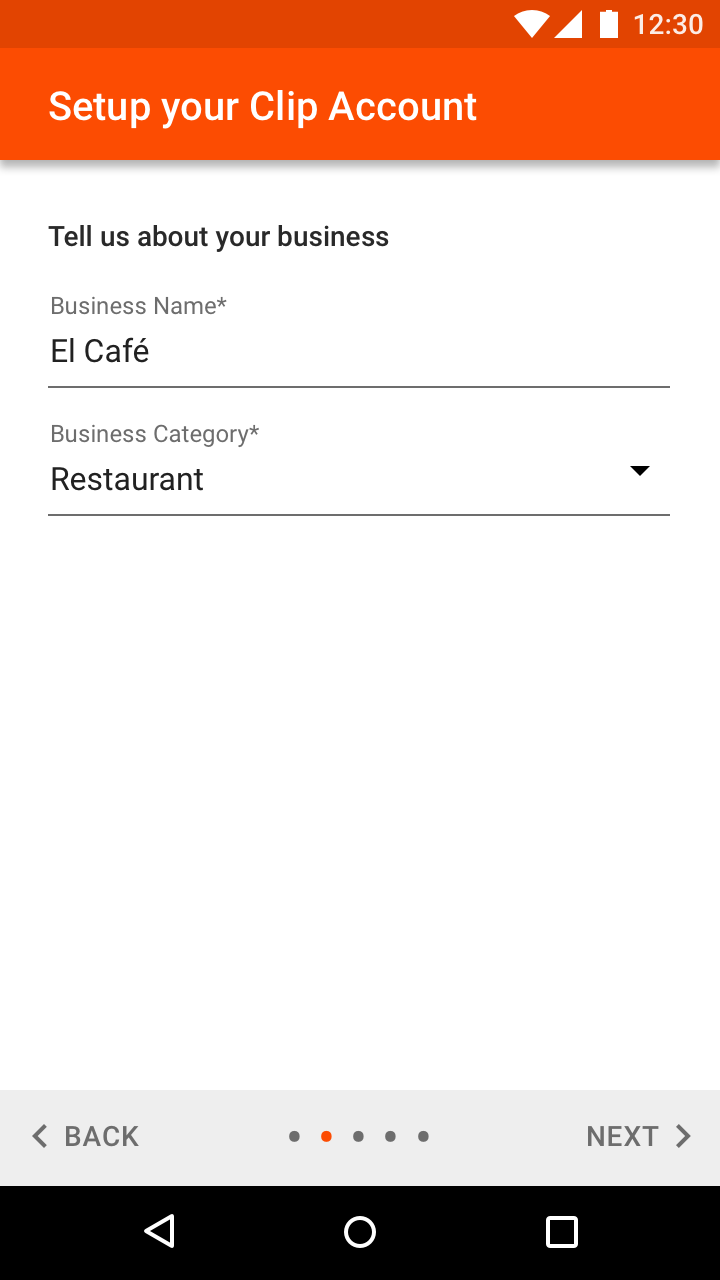 12:30
Setup your Clip Account
Tell us about your business
Business Name*
El Café
Business Category*
Restaurant
BACK
NEXT